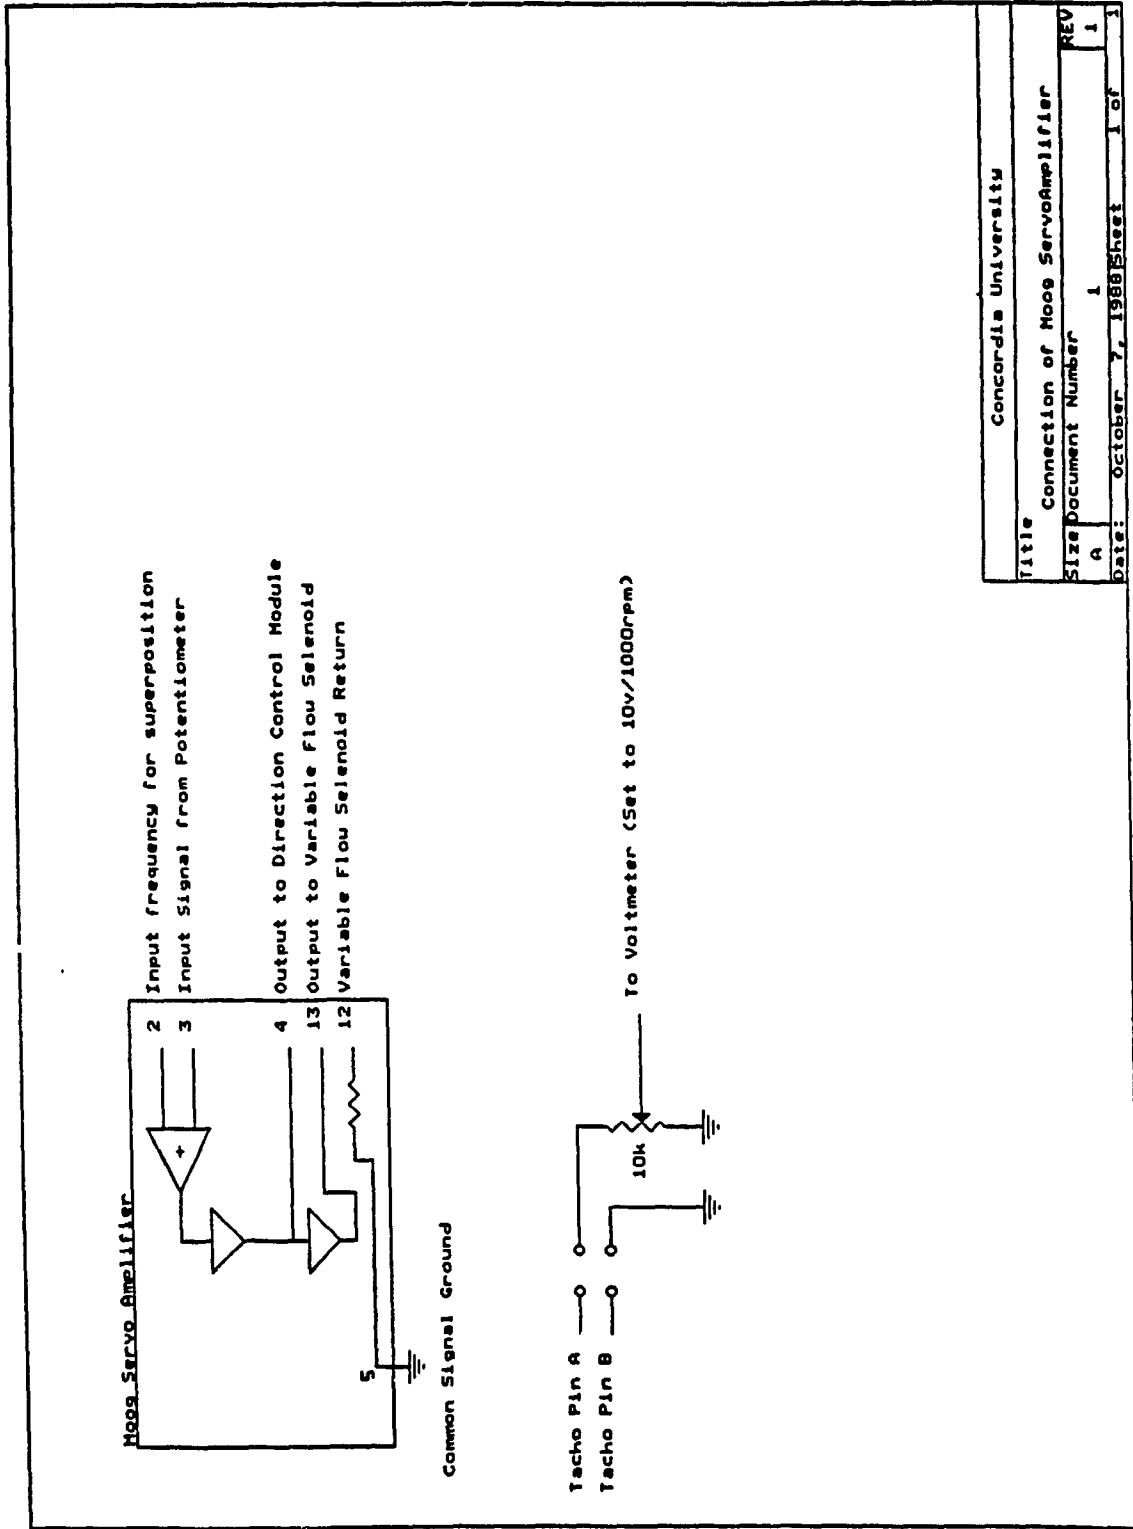 Moog Servo Amplifier
2 Input frequency for superposition
3 Input Signal from Potentiometer
+
4 Output to Direction Control Module
13 Output to Variable Flow Selenoid
12 Variable Flow Selenoid Return
5
Common Signal Ground
Tacho Pin A
Tacho Pin B
10k
To Voltmeter (Set to 10v/1000rpm)
Concordia University
Title
Connection of Moog ServoAmplifier
Size Document Number REV
A 1 1
Date: October 7, 1988 Sheet 1 of 1